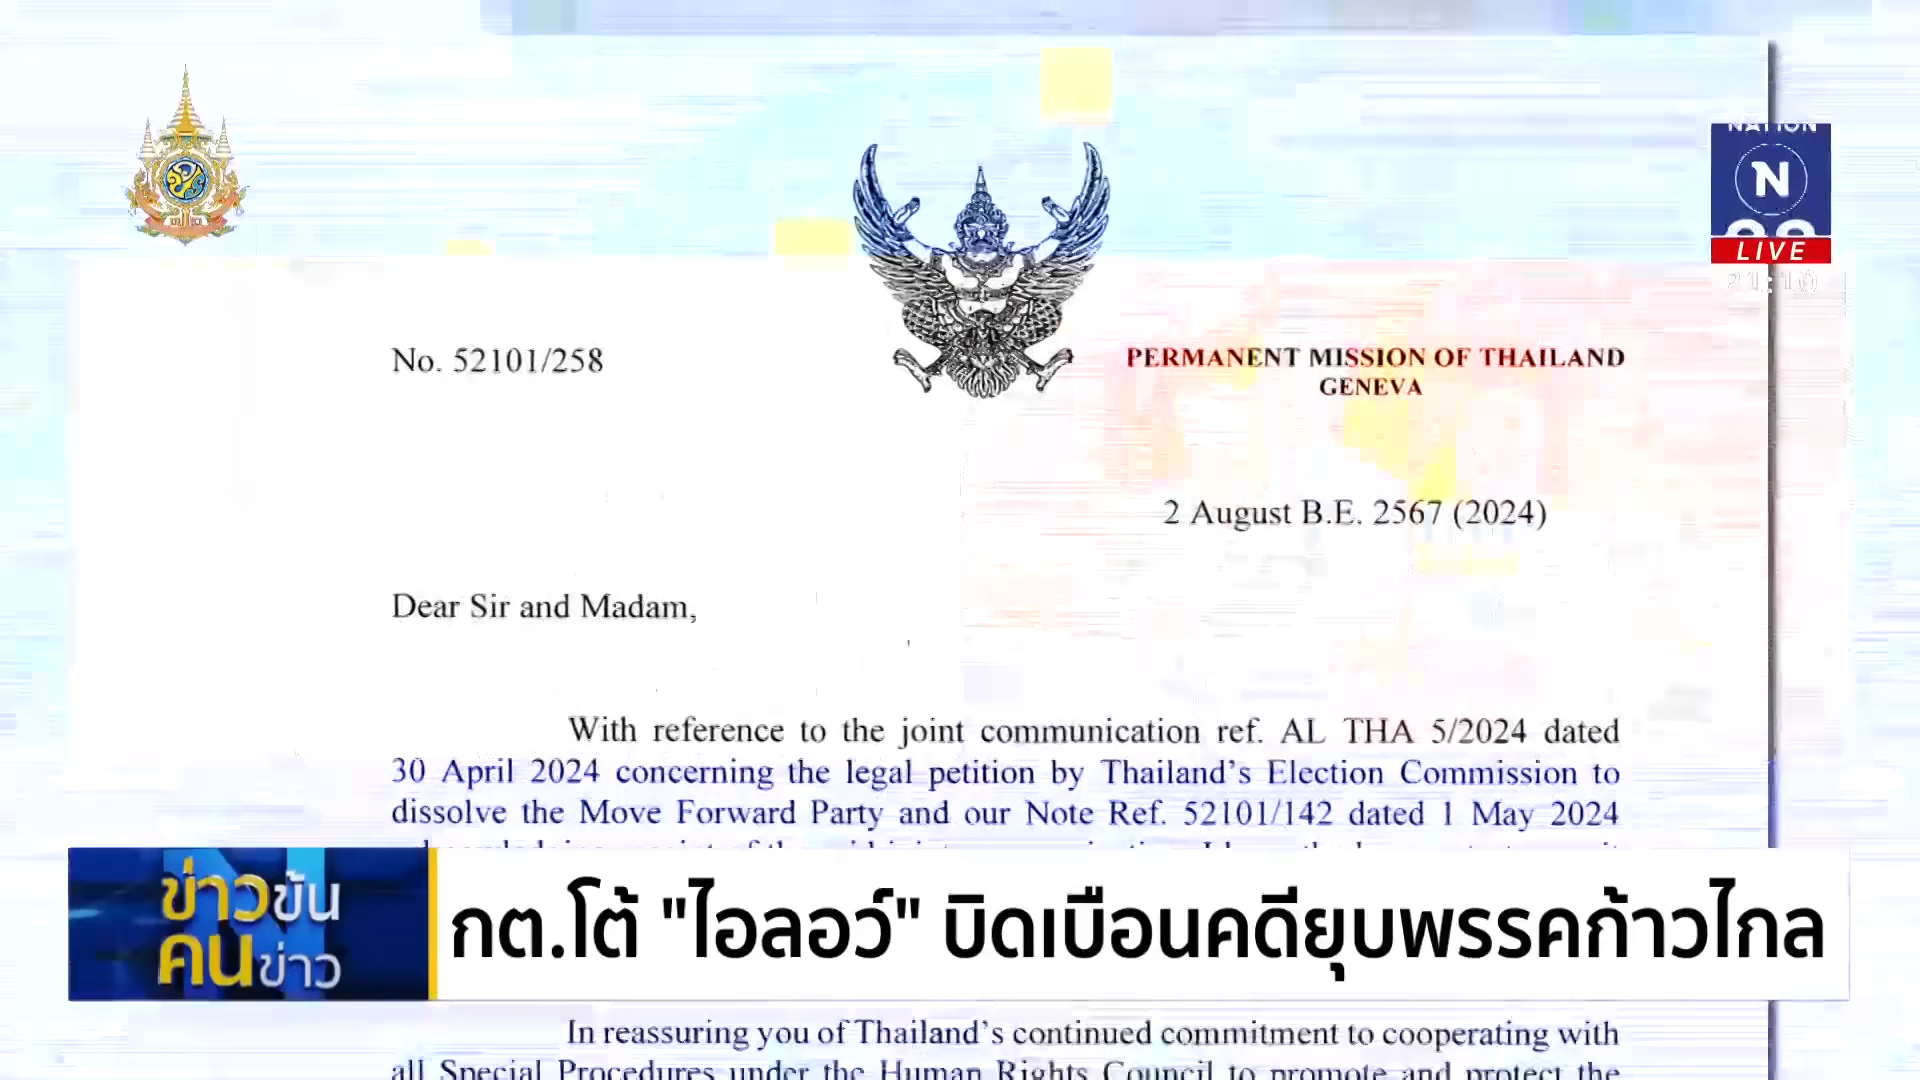 NATION
N
LIVE
21:10
No. 52101/258
PERMANENT MISSION OF THAILAND
GENEVA
2 August B.E. 2567 (2024)
Dear Sir and Madam,
With reference to the joint communication ref. AL THA 5/2024 dated
30 April 2024 concerning the legal petition by Thailand's Election Commission to
dissolve the Move Forward Party and our Note Ref. 52101/142 dated 1 May 2024
ข่าวข้น
คนข่าว
กต.โต้ "ไอลอว์" บิดเบือนคดียุบพรรคก้าวไกล
In reassuring you of Thailand's continued commitment to cooperating with
all Special Procedures under the Human Rights Council to promote and protect the